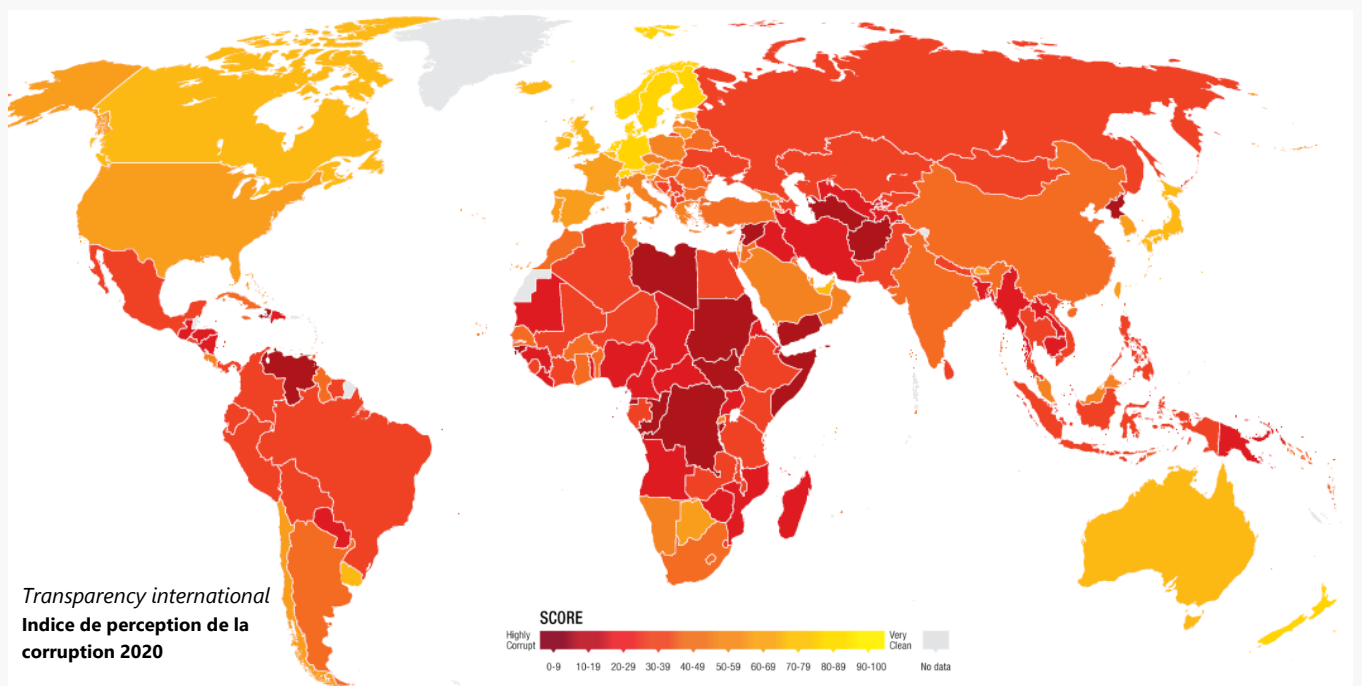 Transparency international
Indice de perception de la
corruption 2020
SCORE
Highly
Corrupt
Very
Clean
0-9 10-19 20-29 30-39 40-49 50-59 60-69 70-79 80-89 90-100 No data